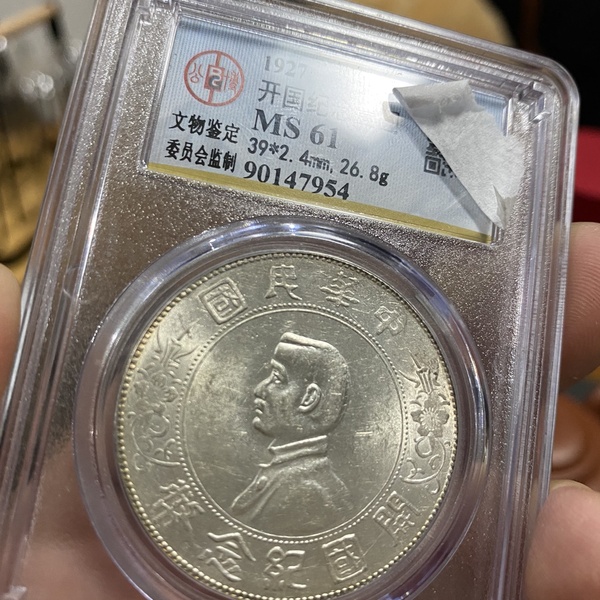 1927
开国纪念
MS 61
文物鉴定
委员会监制
39*2.4mm, 26.8g
90147954
中華民國
開國紀念幣